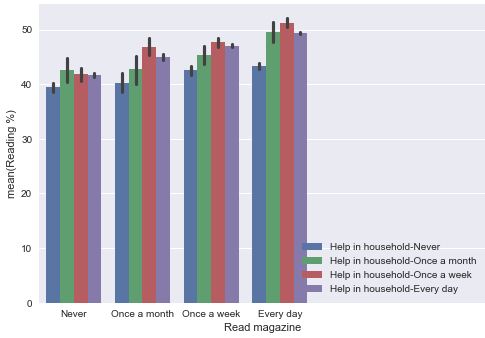 mean(Reading %)
50
40
30
20
10
0
Help in household-Never
Help in household-Once a month
Help in household-Once a week
Help in household-Every day
Never Once a month Once a week Every day
Read magazine